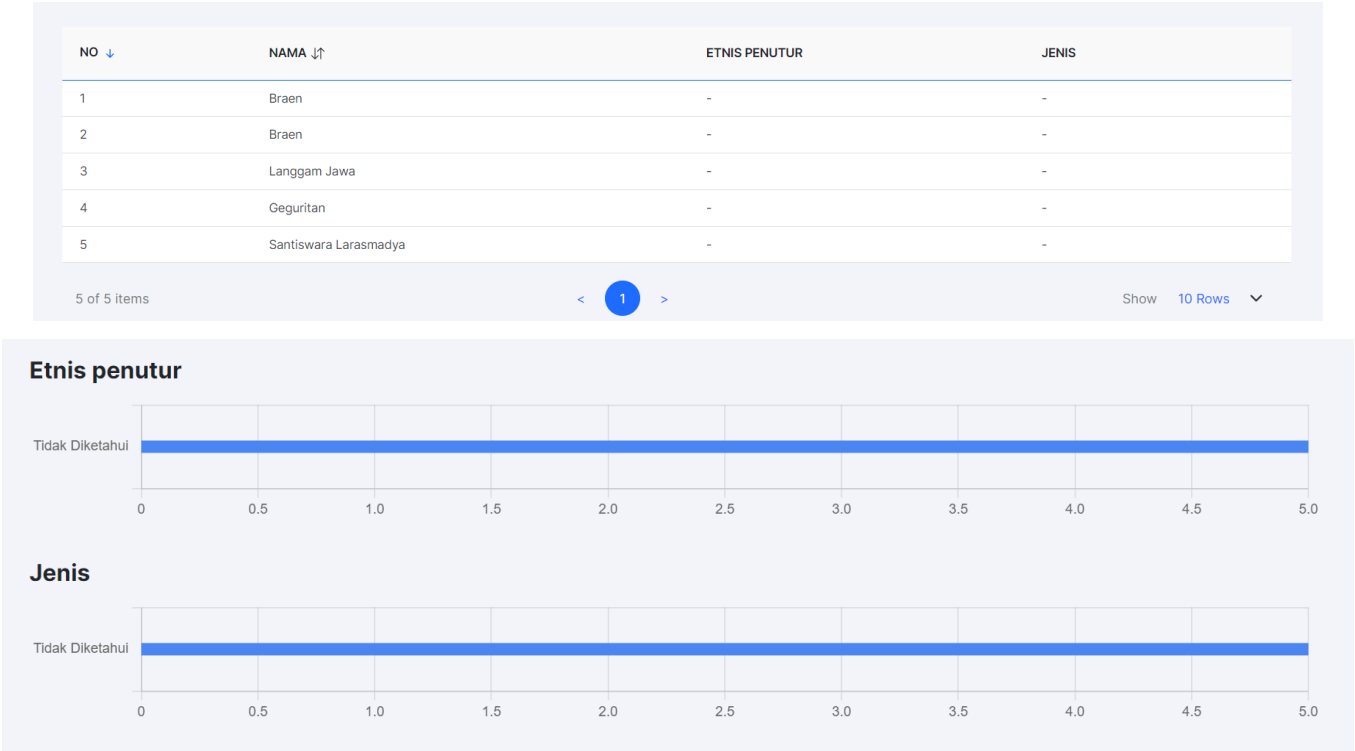 NO ↓ NAMA ↓↑ ETNIS PENUTUR JENIS
1 Braen - -
2 Braen - -
3 Langgam Jawa - -
4 Geguritan - -
5 Santiswara Larasmadya - -
5 of 5 items < 1 > Show 10 Rows
Etnis penutur
Tidak Diketahui
0 0.5 1.0 1.5 2.0 2.5 3.0 3.5 4.0 4.5 5.0
Jenis
Tidak Diketahui
0 0.5 1.0 1.5 2.0 2.5 3.0 3.5 4.0 4.5 5.0